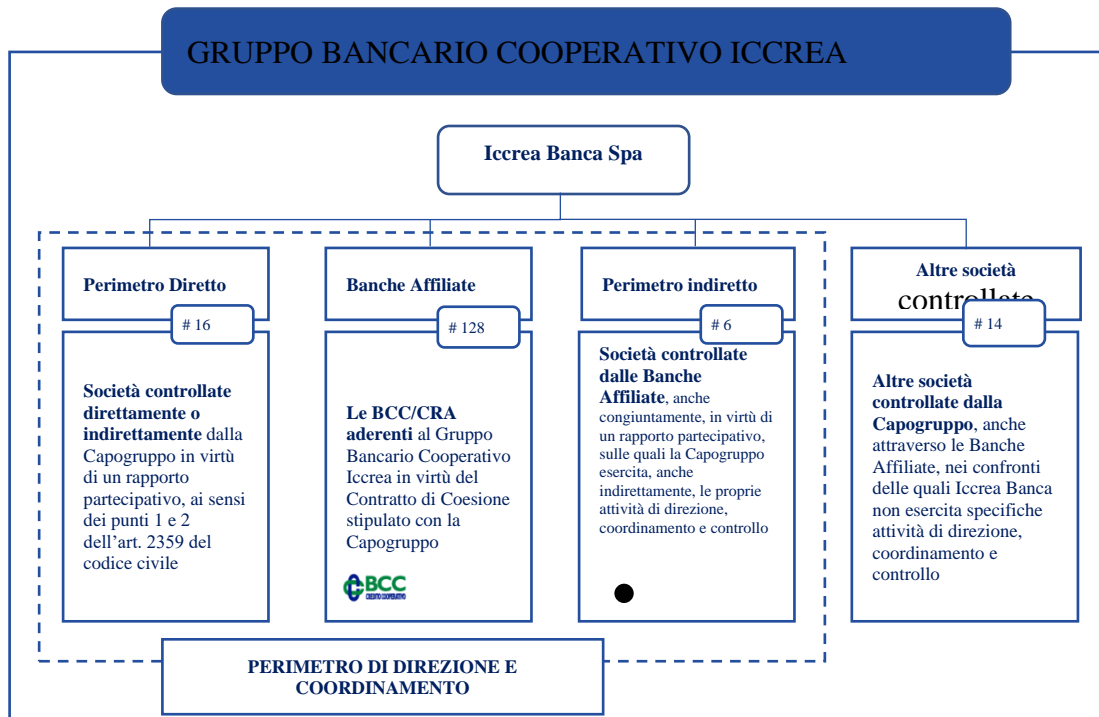 GRUPPO BANCARIO COOPERATIVO ICCREA
Iccrea Banca Spa
Perimetro Diretto
# 16
Società controllate
direttamente o
indirettamente dalla
Capogruppo in virtù
di un rapporto
partecipativo, ai sensi
dei punti 1 e 2
dell’art. 2359 del
codice civile
Banche Affiliate
# 128
Le BCC/CRA
aderenti al Gruppo
Bancario Cooperativo
Iccrea in virtù del
Contratto di Coesione
stipulato con la
Capogruppo
BCC
CREDITO COOPERATIVO
Perimetro indiretto
# 6
Società controllate
dalle Banche
Affiliate, anche
congiuntamente, in virtù di
un rapporto partecipativo,
sulle quali la Capogruppo
esercita, anche
indirettamente, le proprie
attività di direzione,
coordinamento e controllo
Altre società
controllate
# 14
Altre società
controllate dalla
Capogruppo, anche
attraverso le Banche
Affiliate, nei confronti
delle quali Iccrea Banca
non esercita specifiche
attività di direzione,
coordinamento e
controllo
PERIMETRO DI DIREZIONE E
COORDINAMENTO